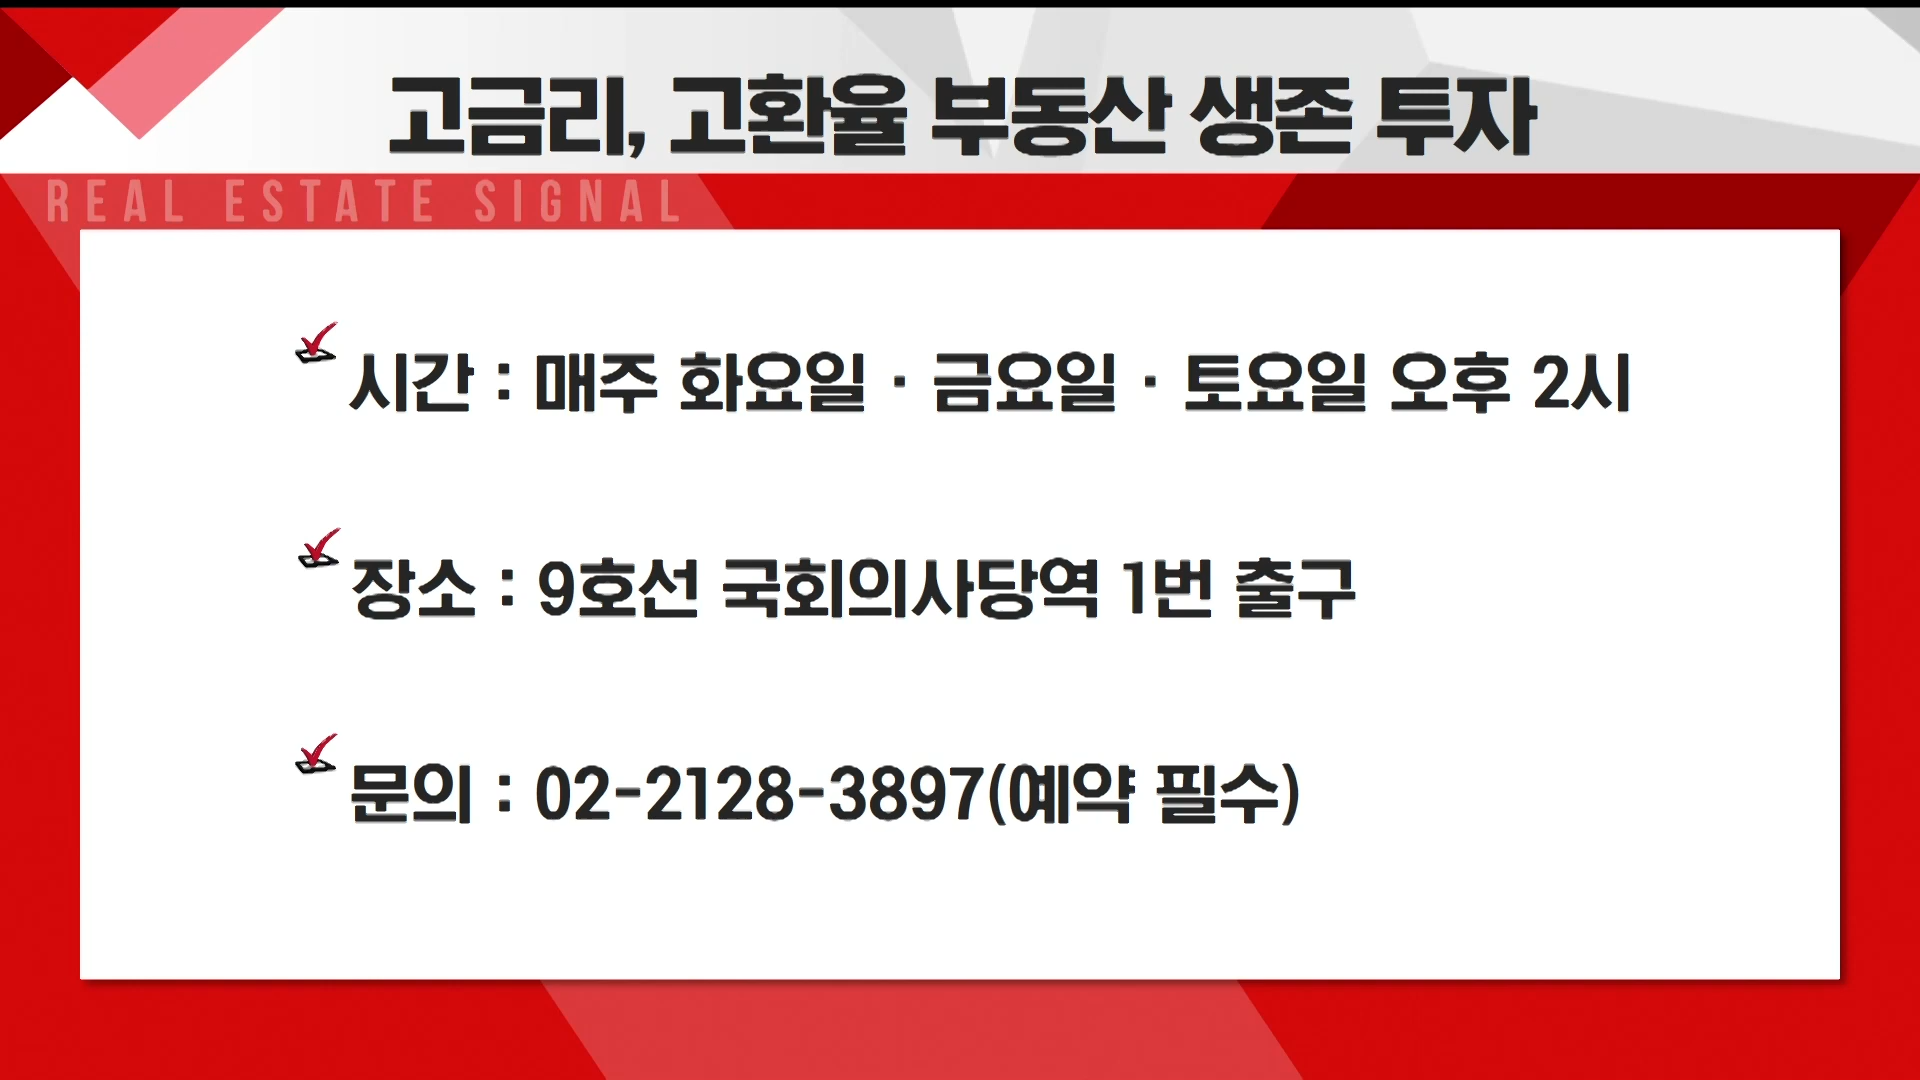 고금리, 고환율 부동산 생존 투자
REAL ESTATE SIGNAL
시간 : 매주 화요일 · 금요일 · 토요일 오후 2시
장소 : 9호선 국회의사당역 1번 출구
문의 : 02-2128-3897(예약 필수)